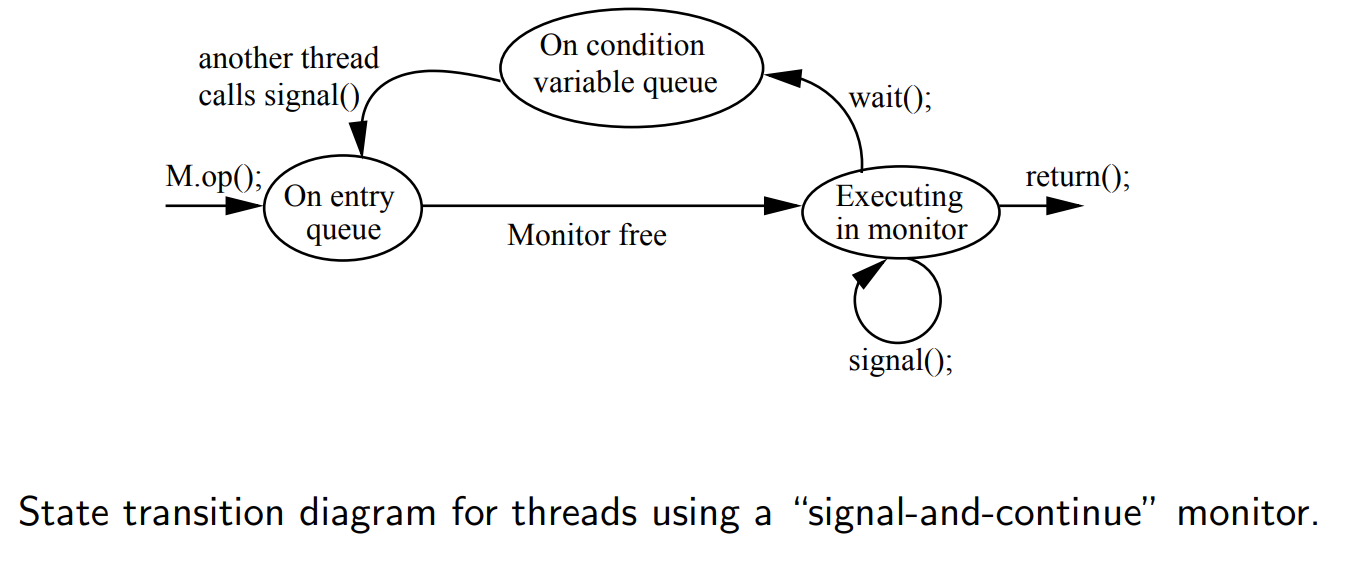 On condition
variable queue
another thread
calls signal()
wait();
M.op();
On entry
queue
Monitor free
Executing
in monitor
return();
signal();
State transition diagram for threads using a “signal-and-continue” monitor.